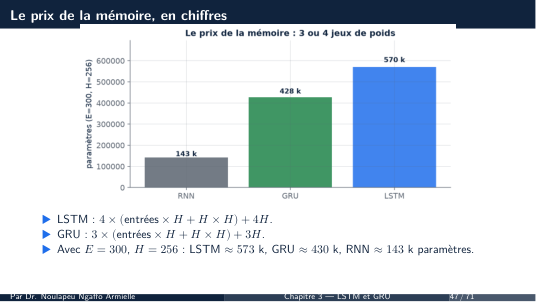 Le prix de la mémoire, en chiffres
Le prix de la mémoire : 3 ou 4 jeux de poids
paramètres (E=300, H=256)
600000
500000
400000
300000
200000
100000
0
143 k
428 k
570 k
RNN
GRU
LSTM
▶ LSTM : 4 × (entrées × H + H × H) + 4H.
▶ GRU : 3 × (entrées × H + H × H) + 3H.
▶ Avec E = 300, H = 256 : LSTM ≈ 573 k, GRU ≈ 430 k, RNN ≈ 143 k paramètres.
Par Dr. Noulapeu Ngaffo Armielle
Chapitre 3 — LSTM et GRU
47 / 71